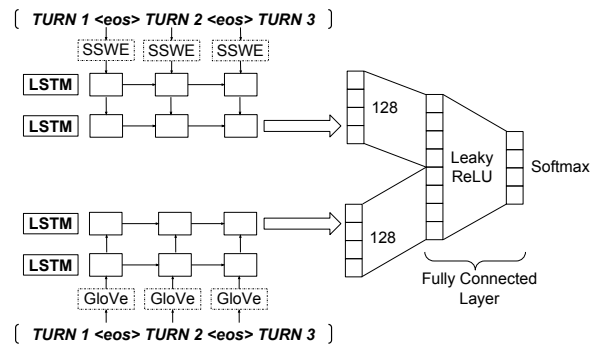 [ TURN 1 <eos> TURN 2 <eos> TURN 3 ]
SSWE SSWE SSWE
LSTM
LSTM
128
Leaky
ReLU
Softmax
LSTM
128
LSTM
GloVe GloVe GloVe
Fully Connected
Layer
[ TURN 1 <eos> TURN 2 <eos> TURN 3 ]